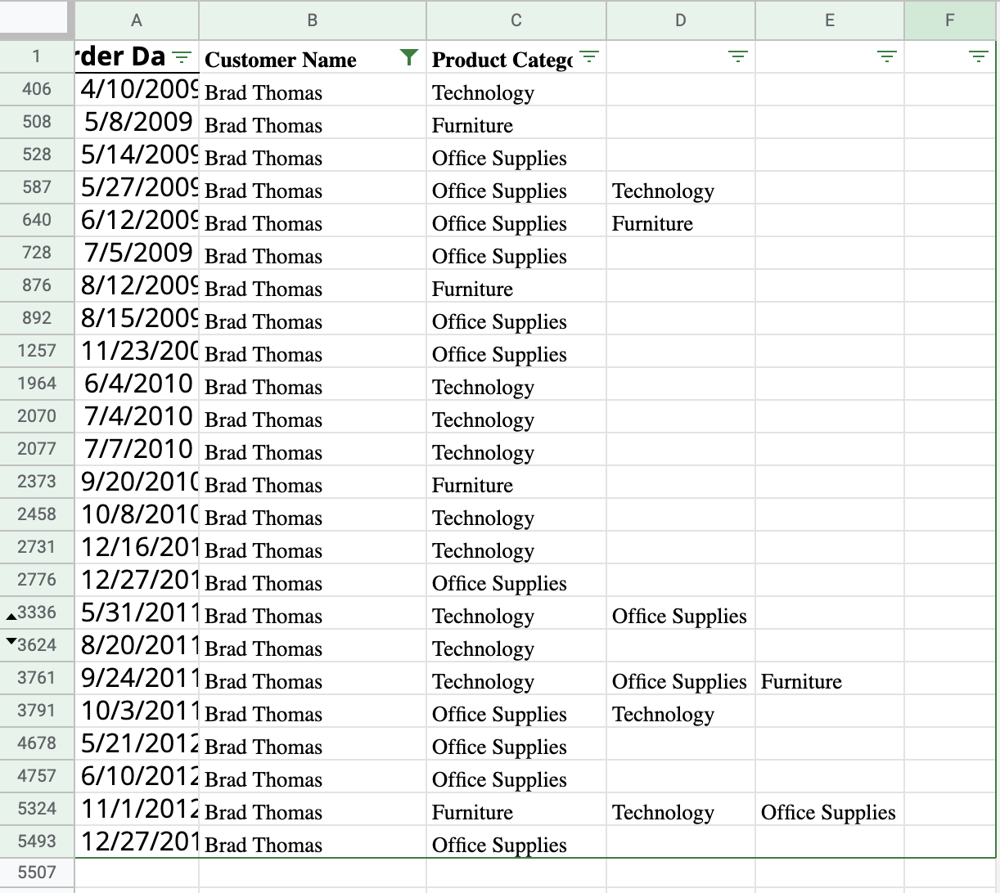 A B C D E F
1 rder Da Customer Name Product Catego
406 4/10/2009 Brad Thomas Technology
508 5/8/2009 Brad Thomas Furniture
528 5/14/2009 Brad Thomas Office Supplies
587 5/27/2009 Brad Thomas Office Supplies Technology
640 6/12/2009 Brad Thomas Office Supplies Furniture
728 7/5/2009 Brad Thomas Office Supplies
876 8/12/2009 Brad Thomas Furniture
892 8/15/2009 Brad Thomas Office Supplies
1257 11/23/200 Brad Thomas Office Supplies
1964 6/4/2010 Brad Thomas Technology
2070 7/4/2010 Brad Thomas Technology
2077 7/7/2010 Brad Thomas Technology
2373 9/20/2010 Brad Thomas Furniture
2458 10/8/2010 Brad Thomas Technology
2731 12/16/201 Brad Thomas Technology
2776 12/27/201 Brad Thomas Office Supplies
3336 5/31/2011 Brad Thomas Technology Office Supplies
3624 8/20/2011 Brad Thomas Technology
3761 9/24/2011 Brad Thomas Technology Office Supplies Furniture
3791 10/3/2011 Brad Thomas Office Supplies Technology
4678 5/21/2012 Brad Thomas Office Supplies
4757 6/10/2012 Brad Thomas Office Supplies
5324 11/1/2012 Brad Thomas Furniture Technology Office Supplies
5493 12/27/201 Brad Thomas Office Supplies
5507